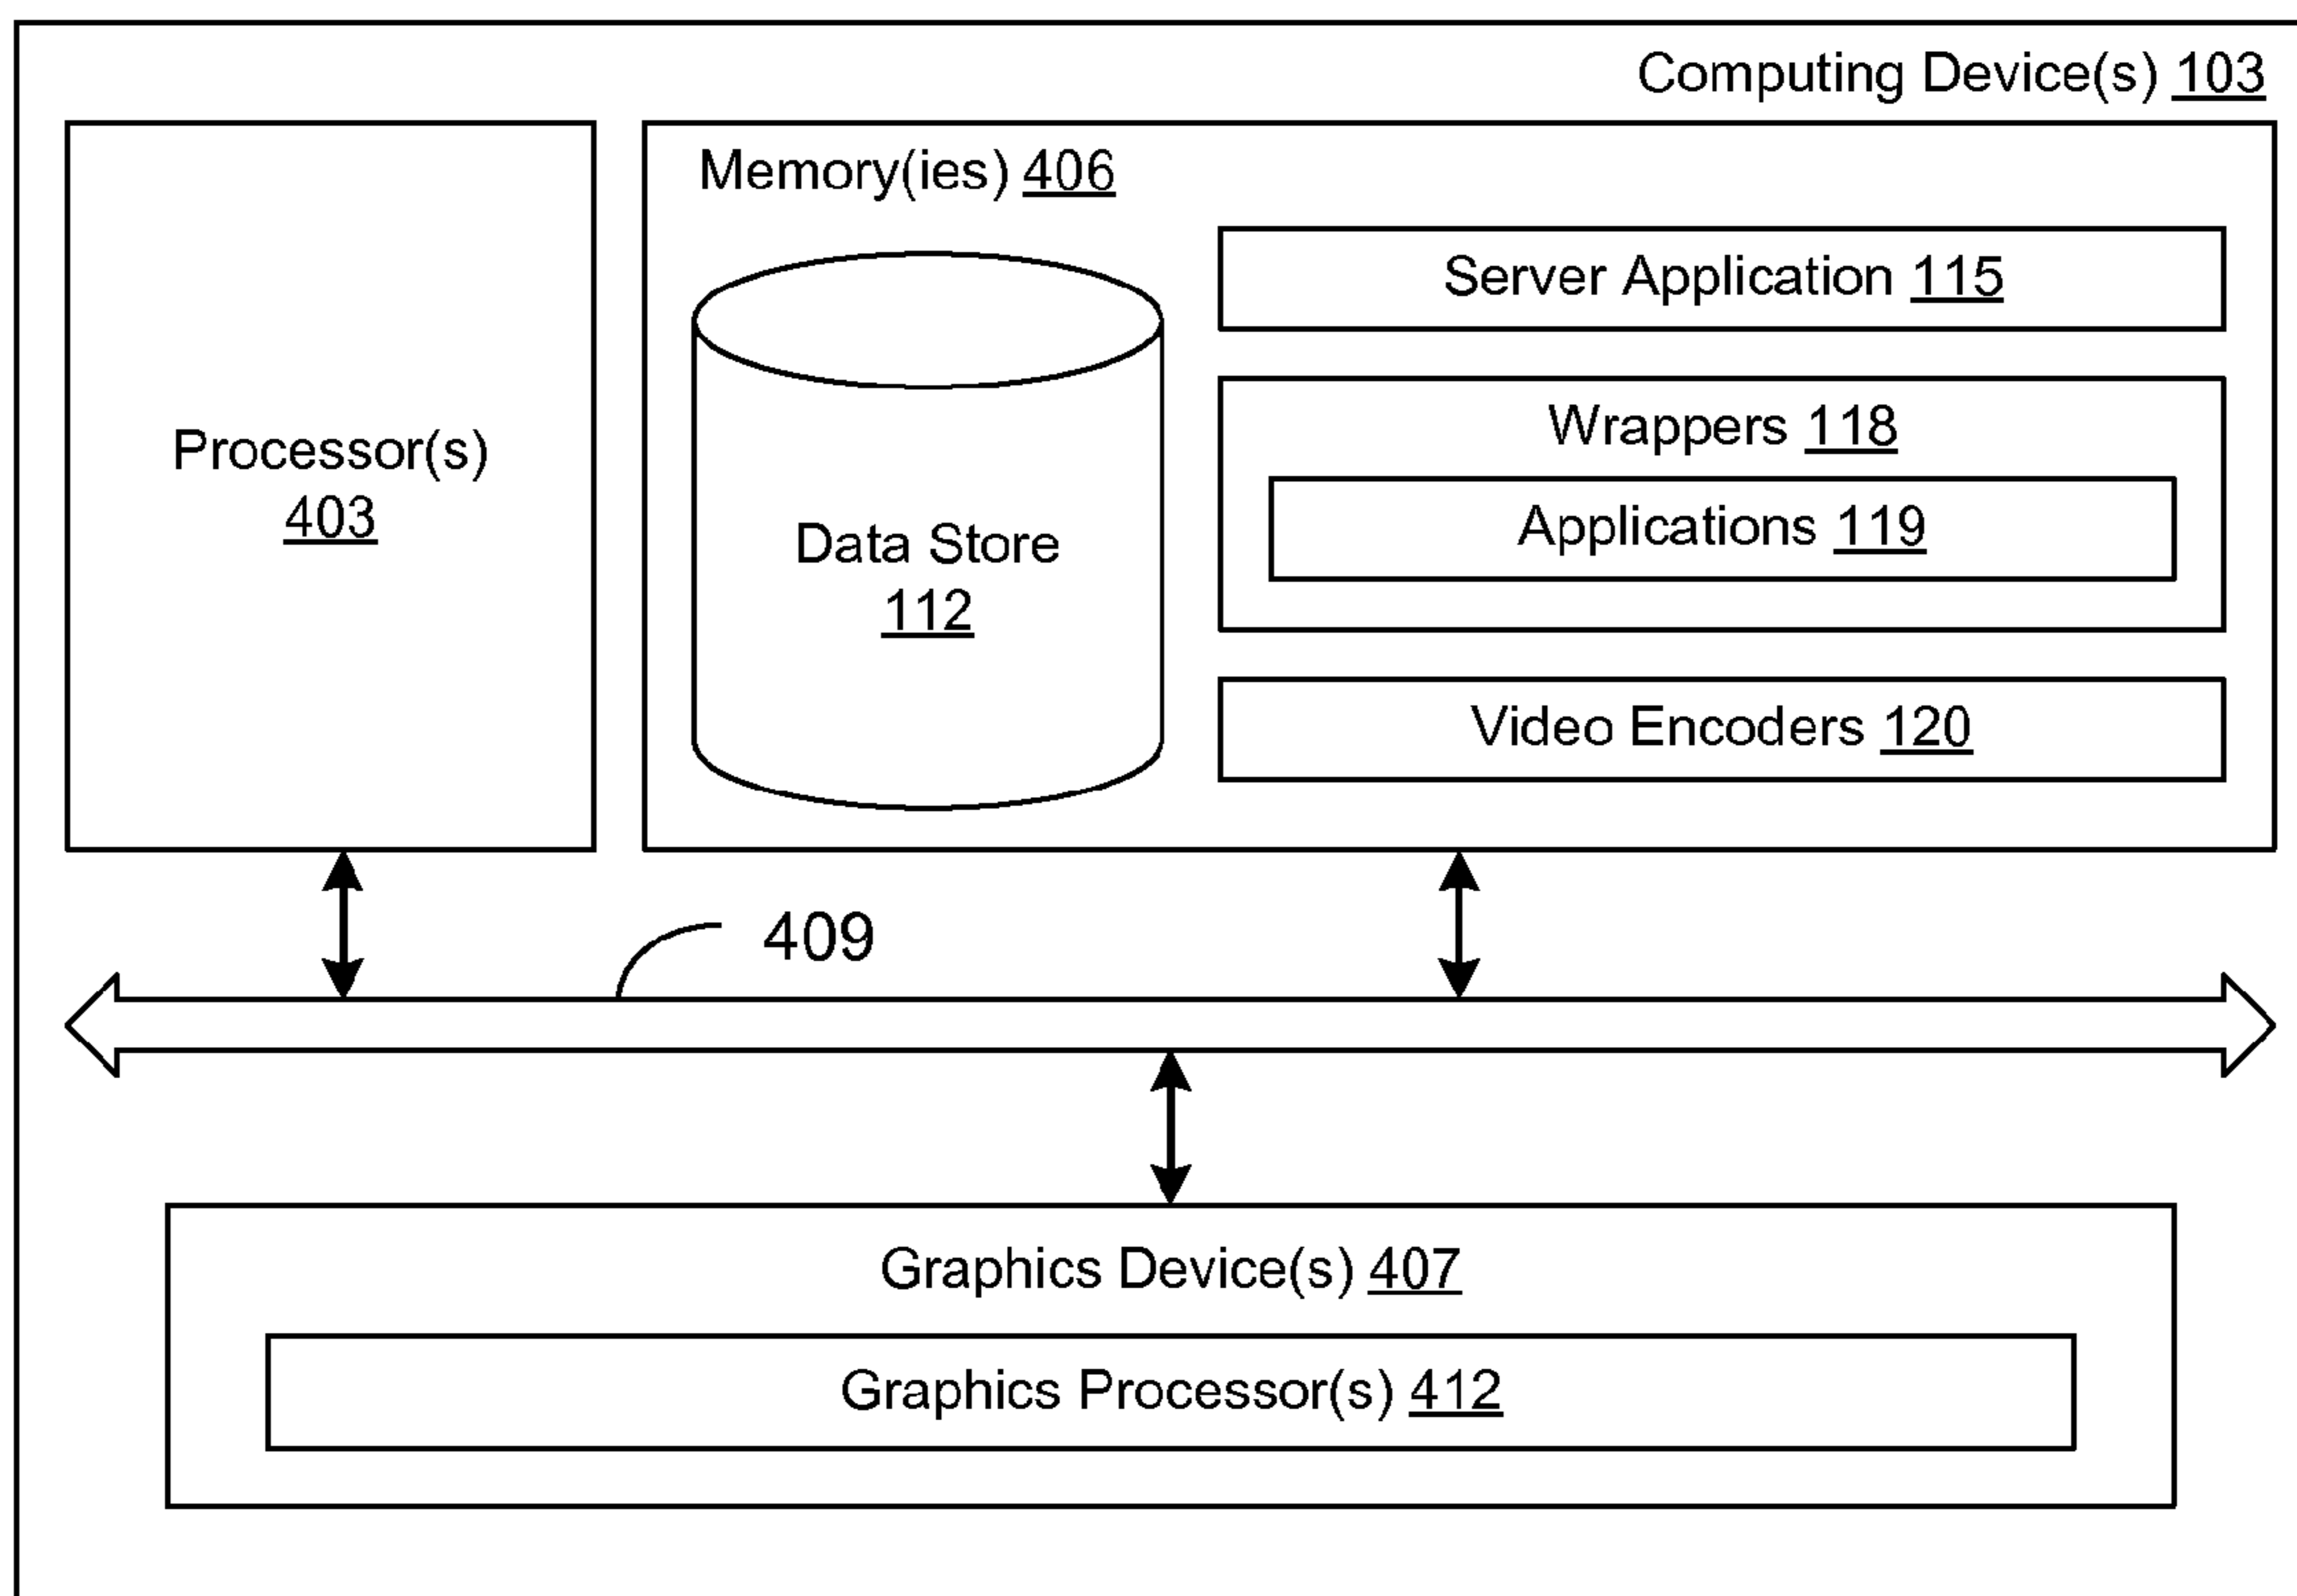 Computing Device(s) 103
Processor(s)
403
Memory(ies) 406
Data Store
112
Server Application 115
Wrappers 118
Applications 119
Video Encoders 120
409
Graphics Device(s) 407
Graphics Processor(s) 412